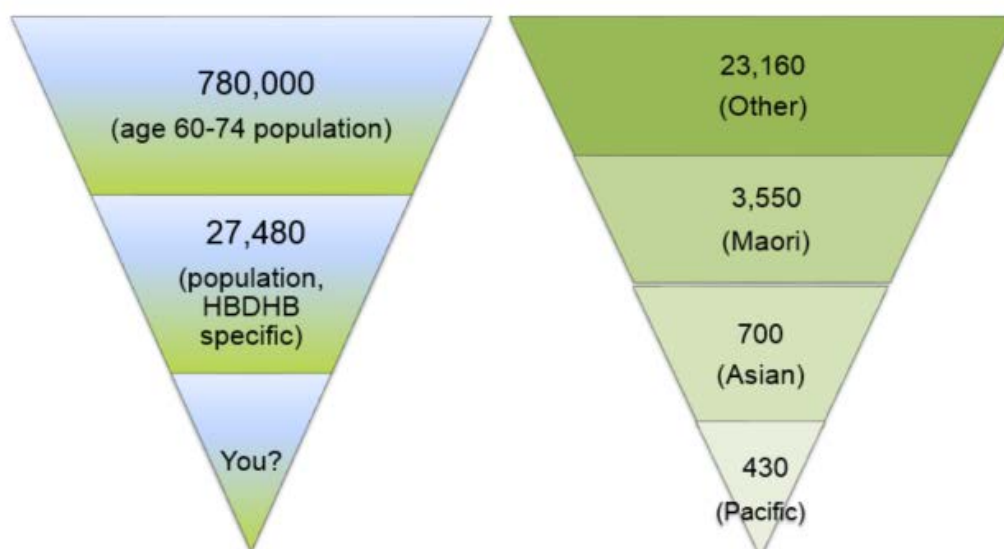 780,000
(age 60-74 population)
27,480
(population,
HBDHB
specific)
You?
23,160
(Other)
3,550
(Maori)
700
(Asian)
430
(Pacific)